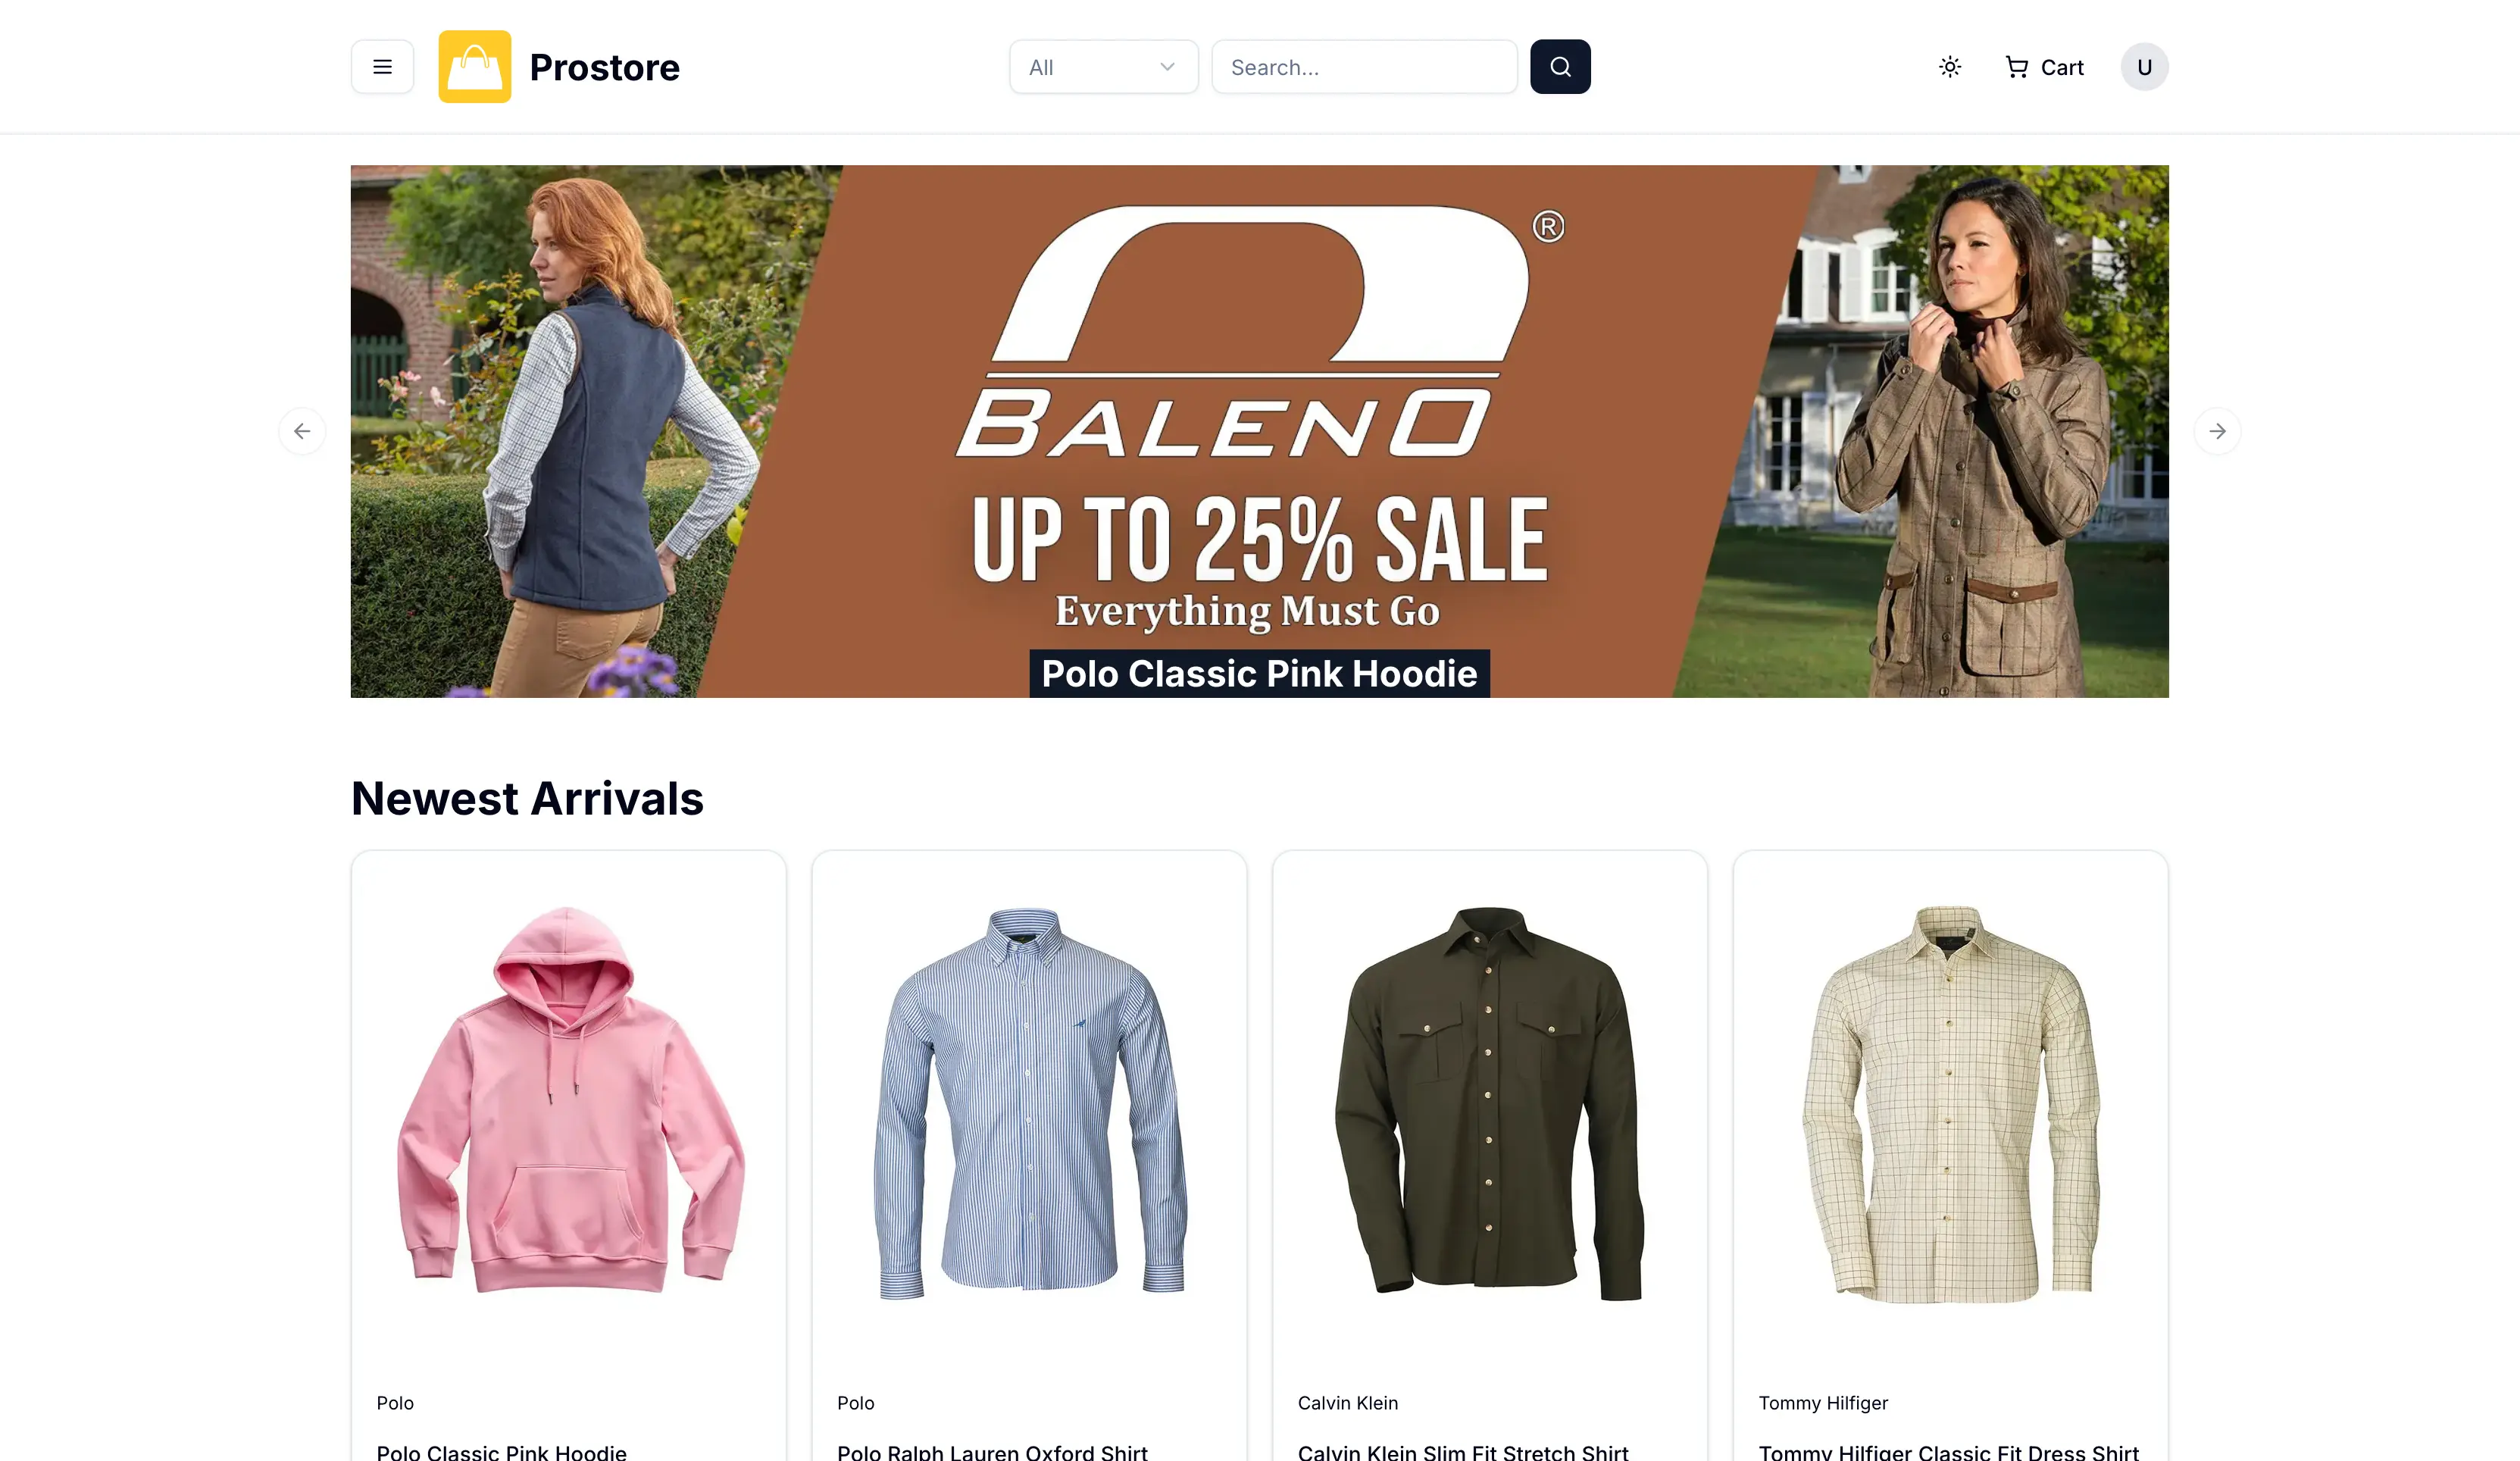 Prostore
All
Search...
Cart
U
®
BALENO
UP TO 25% SALE
Everything Must Go
Polo Classic Pink Hoodie
Newest Arrivals
Polo
Polo Classic Pink Hoodie
Polo
Polo Ralph Lauren Oxford Shirt
Calvin Klein
Calvin Klein Slim Fit Stretch Shirt
Tommy Hilfiger
Tommy Hilfiger Classic Fit Dress Shirt